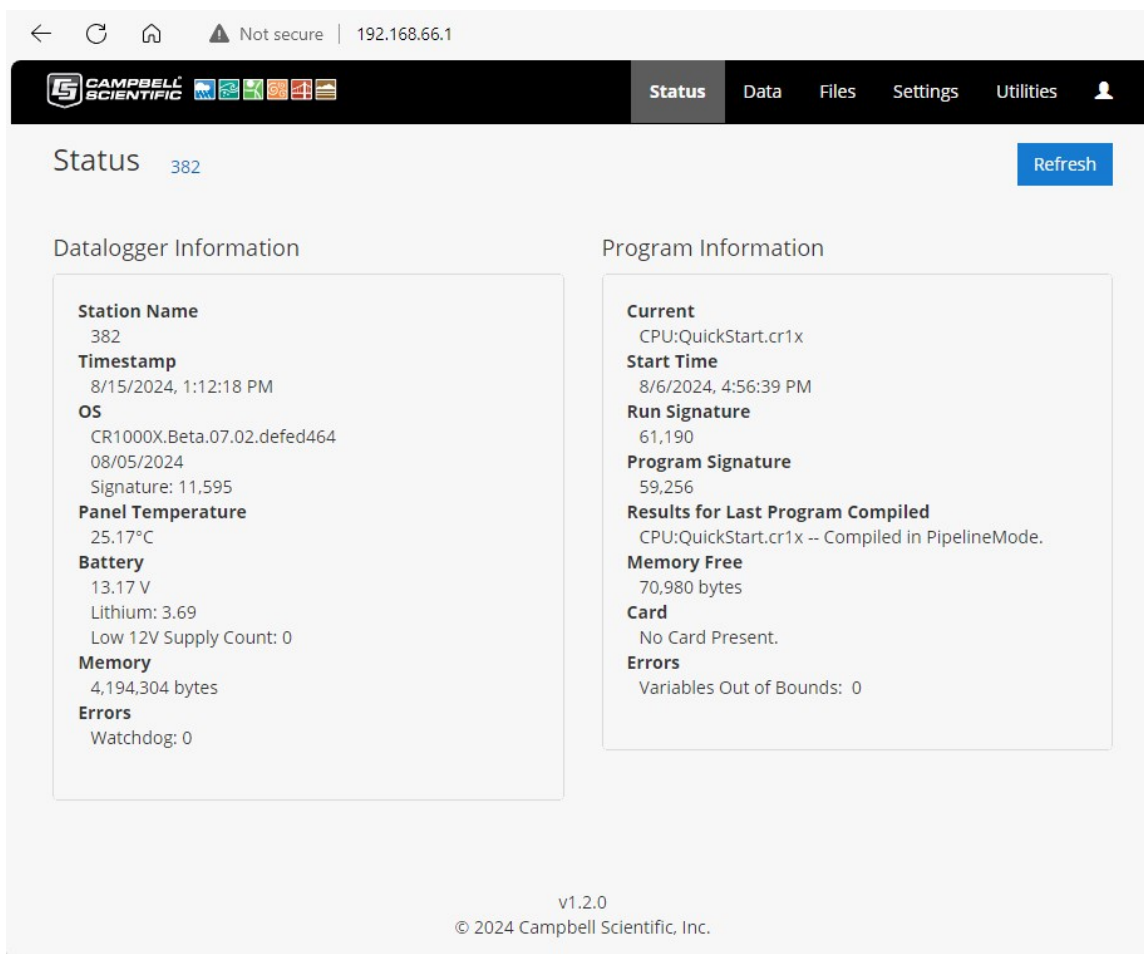 Not secure
192.168.66.1
CAMPBELL
SCIENTIFIC
Status Data Files Settings Utilities
Status 382
Refresh
Datalogger Information
Station Name
382
Timestamp
8/15/2024, 1:12:18 PM
OS
CR1000X.Beta.07.02.defed464
08/05/2024
Signature: 11,595
Panel Temperature
25.17°C
Battery
13.17 V
Lithium: 3.69
Low 12V Supply Count: 0
Memory
4,194,304 bytes
Errors
Watchdog: 0
Program Information
Current
CPU:QuickStart.cr1x
Start Time
8/6/2024, 4:56:39 PM
Run Signature
61,190
Program Signature
59,256
Results for Last Program Compiled
CPU:QuickStart.cr1x -- Compiled in PipelineMode.
Memory Free
70,980 bytes
Card
No Card Present.
Errors
Variables Out of Bounds: 0
v1.2.0
© 2024 Campbell Scientific, Inc.